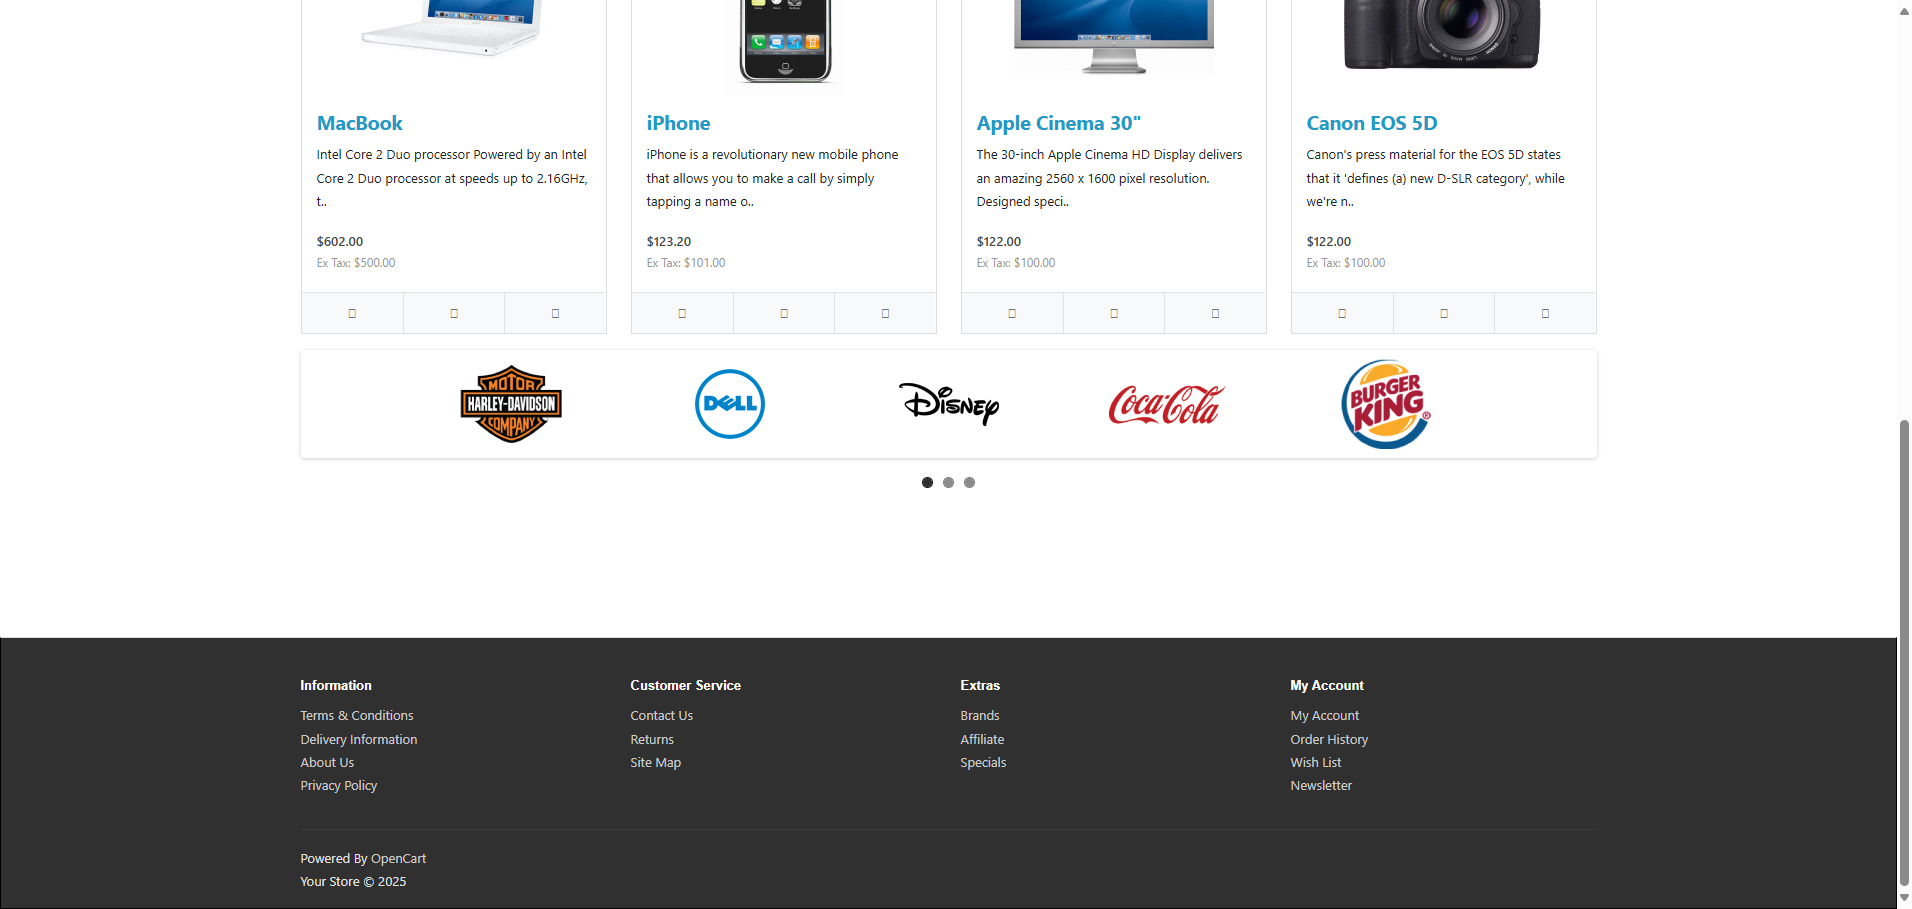 MacBook
Intel Core 2 Duo processor Powered by an Intel
Core 2 Duo processor at speeds up to 2.16GHz,
t..
$602.00
Ex Tax: $500.00
iPhone
iPhone is a revolutionary new mobile phone
that allows you to make a call by simply
tapping a name o..
$123.20
Ex Tax: $101.00
Apple Cinema 30"
The 30-inch Apple Cinema HD Display delivers
an amazing 2560 x 1600 pixel resolution.
Designed speci..
$122.00
Ex Tax: $100.00
Canon EOS 5D
Canon's press material for the EOS 5D states
that it 'defines (a) new D-SLR category', while
we're n..
$122.00
Ex Tax: $100.00
MOTOR
HARLEY-DAVIDSON
COMPANY
DELL
Disney
Coca-Cola
BURGER
KING®
Information
Terms & Conditions
Delivery Information
About Us
Privacy Policy
Customer Service
Contact Us
Returns
Site Map
Extras
Brands
Affiliate
Specials
My Account
My Account
Order History
Wish List
Newsletter
Powered By OpenCart
Your Store © 2025